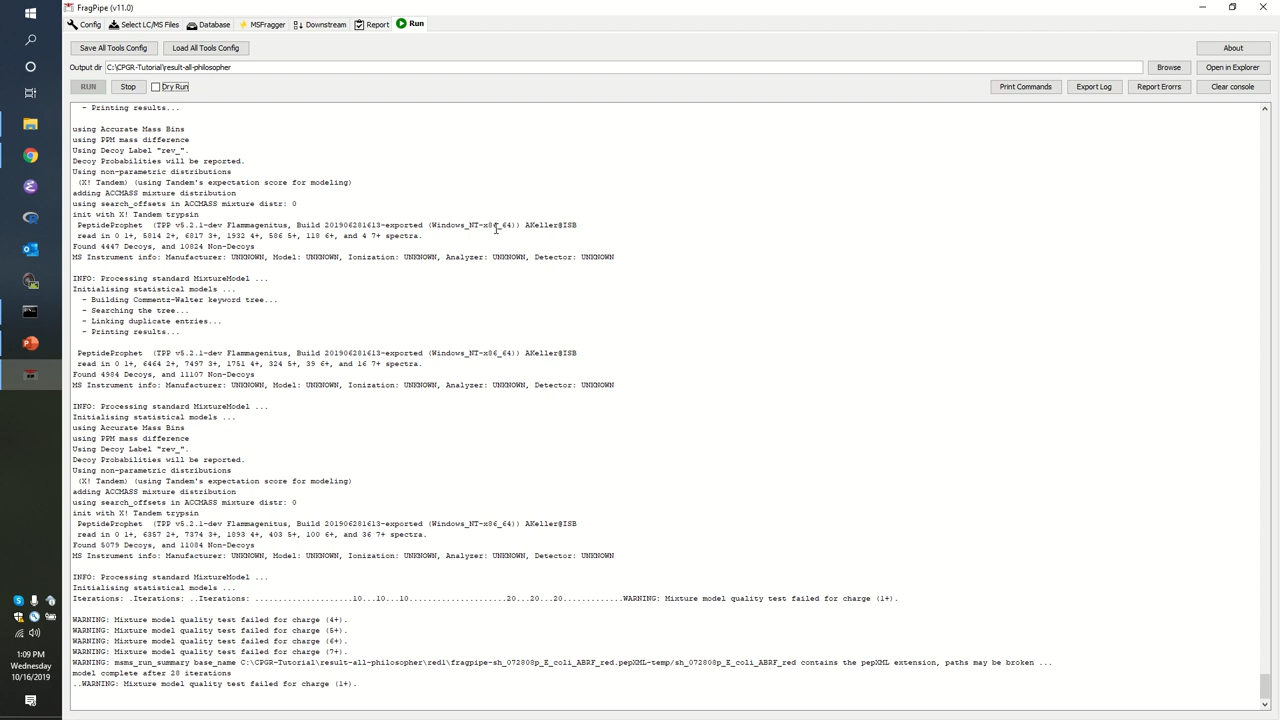 FragPipe (v11.0)
Config
Select LC/MS Files
Database
MSFragger
Downstream
Report
Run
Save All Tools Config
Load All Tools Config
About
Output dir
C:\CPGR-Tutorial\result-all-philosopher
Browse
Open in Explorer
RUN
Stop
Dry Run
Print Commands
Export Log
Report Errors
Clear console
- Printing results...
using Accurate Mass Bins
using PPM mass difference
Using Decoy Label "rev_".
Decoy Probabilities will be reported.
Using non-parametric distributions
(X! Tandem) (using Tandem's expectation score for modeling)
adding ACCMASS mixture distribution
using search_offsets in ACCMASS mixture distr: 0
init with X! Tandem trypsin
PeptideProphet (TPP v5.2.1-dev Flammagenitus, Build 201906281613-exported (Windows_NT-x86_64)) AKeller@ISB
read in 0 1+, 5814 2+, 6817 3+, 1932 4+, 586 5+, 118 6+, and 4 7+ spectra.
Found 4447 Decoys, and 10824 Non-Decoys
MS Instrument info: Manufacturer: UNKNOWN, Model: UNKNOWN, Ionization: UNKNOWN, Analyzer: UNKNOWN, Detector: UNKNOWN
INFO: Processing standard MixtureModel ...
Initialising statistical models ...
- Building Commentz-Walter keyword tree...
- Searching the tree...
- Linking duplicate entries...
- Printing results...
PeptideProphet (TPP v5.2.1-dev Flammagenitus, Build 201906281613-exported (Windows_NT-x86_64)) AKeller@ISB
read in 0 1+, 6464 2+, 7497 3+, 1751 4+, 324 5+, 39 6+, and 16 7+ spectra.
Found 4984 Decoys, and 11107 Non-Decoys
MS Instrument info: Manufacturer: UNKNOWN, Model: UNKNOWN, Ionization: UNKNOWN, Analyzer: UNKNOWN, Detector: UNKNOWN
INFO: Processing standard MixtureModel ...
Initialising statistical models ...
using Accurate Mass Bins
using PPM mass difference
Using Decoy Label "rev_".
Decoy Probabilities will be reported.
Using non-parametric distributions
(X! Tandem) (using Tandem's expectation score for modeling)
adding ACCMASS mixture distribution
using search_offsets in ACCMASS mixture distr: 0
init with X! Tandem trypsin
PeptideProphet (TPP v5.2.1-dev Flammagenitus, Build 201906281613-exported (Windows_NT-x86_64)) AKeller@ISB
read in 0 1+, 6357 2+, 7374 3+, 1893 4+, 403 5+, 100 6+, and 36 7+ spectra.
Found 5079 Decoys, and 11084 Non-Decoys
MS Instrument info: Manufacturer: UNKNOWN, Model: UNKNOWN, Ionization: UNKNOWN, Analyzer: UNKNOWN, Detector: UNKNOWN
INFO: Processing standard MixtureModel ...
Initialising statistical models ...
Iterations: .Iterations: ..Iterations: .....................10...10...10.....................20...20...20............WARNING: Mixture model quality test failed for charge (1+).
WARNING: Mixture model quality test failed for charge (4+).
WARNING: Mixture model quality test failed for charge (5+).
WARNING: Mixture model quality test failed for charge (6+).
WARNING: Mixture model quality test failed for charge (7+).
WARNING: msms_run_summary base_name C:\CPGR-Tutorial\result-all-philosopher\red1\fragpipe-sh_072808p_E_coli_ABRF_red.pepXML-temp/sh_072808p_E_coli_ABRF_red contains the pepXML extension, paths may be broken ...
model complete after 28 iterations
..WARNING: Mixture model quality test failed for charge (1+).
1:09 PM
Wednesday
10/16/2019